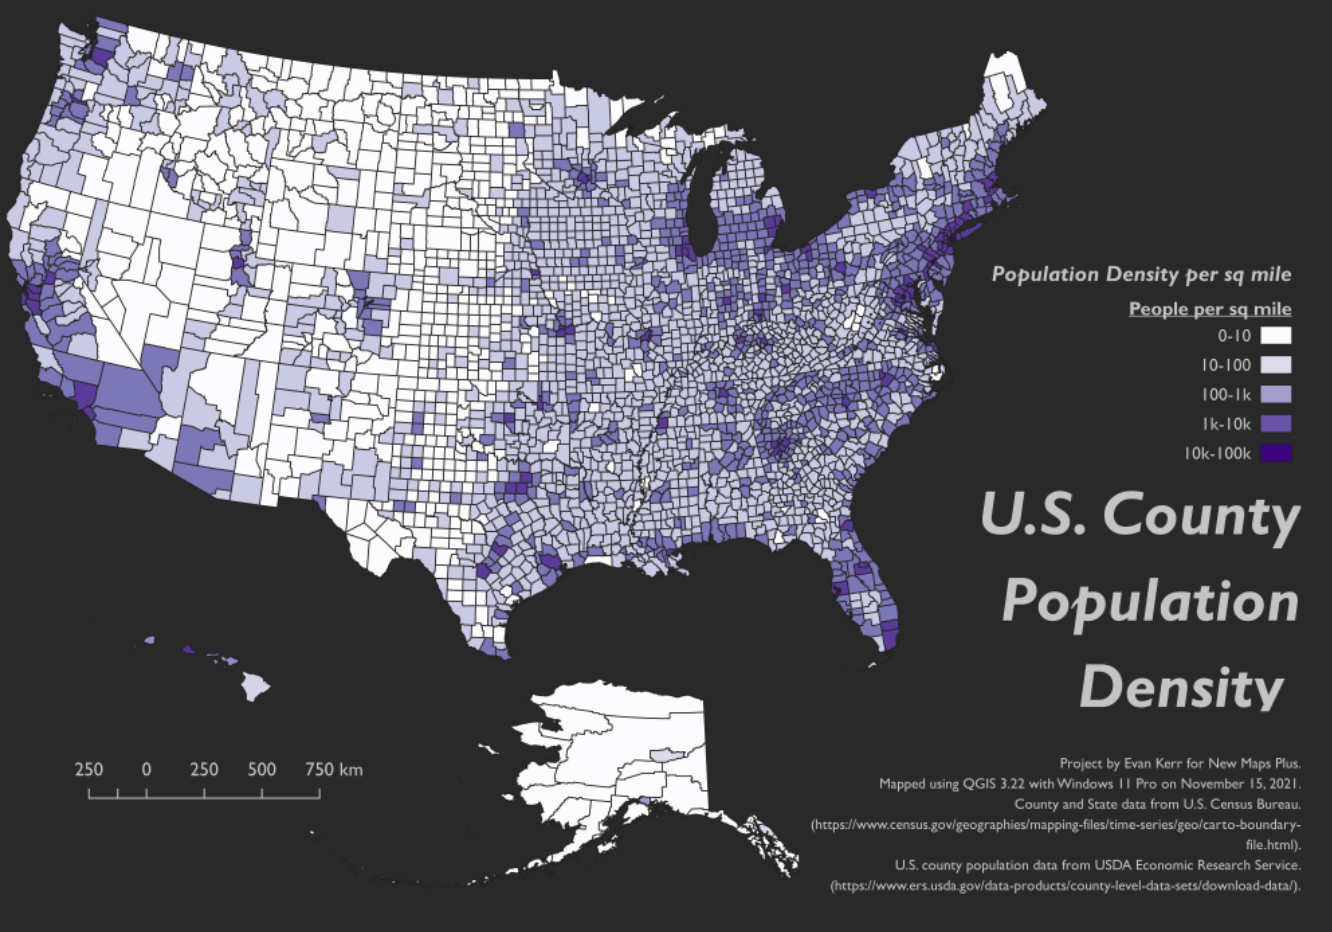 Population Density per sq mile
People per sq mile
0-10
10-100
100-1k
1k-10k
10k-100k
U.S. County
Population
Density
250 0 250 500 750 km
Project by Evan Kerr for New Maps Plus.
Mapped using QGIS 3.22 with Windows 11 Pro on November 15, 2021.
County and State data from U.S. Census Bureau.
(https://www.census.gov/geographies/mapping-files/time-series/geo/carto-boundary-
file.html).
U.S. county population data from USDA Economic Research Service.
(https://www.ers.usda.gov/data-products/county-level-data-sets/download-data/).